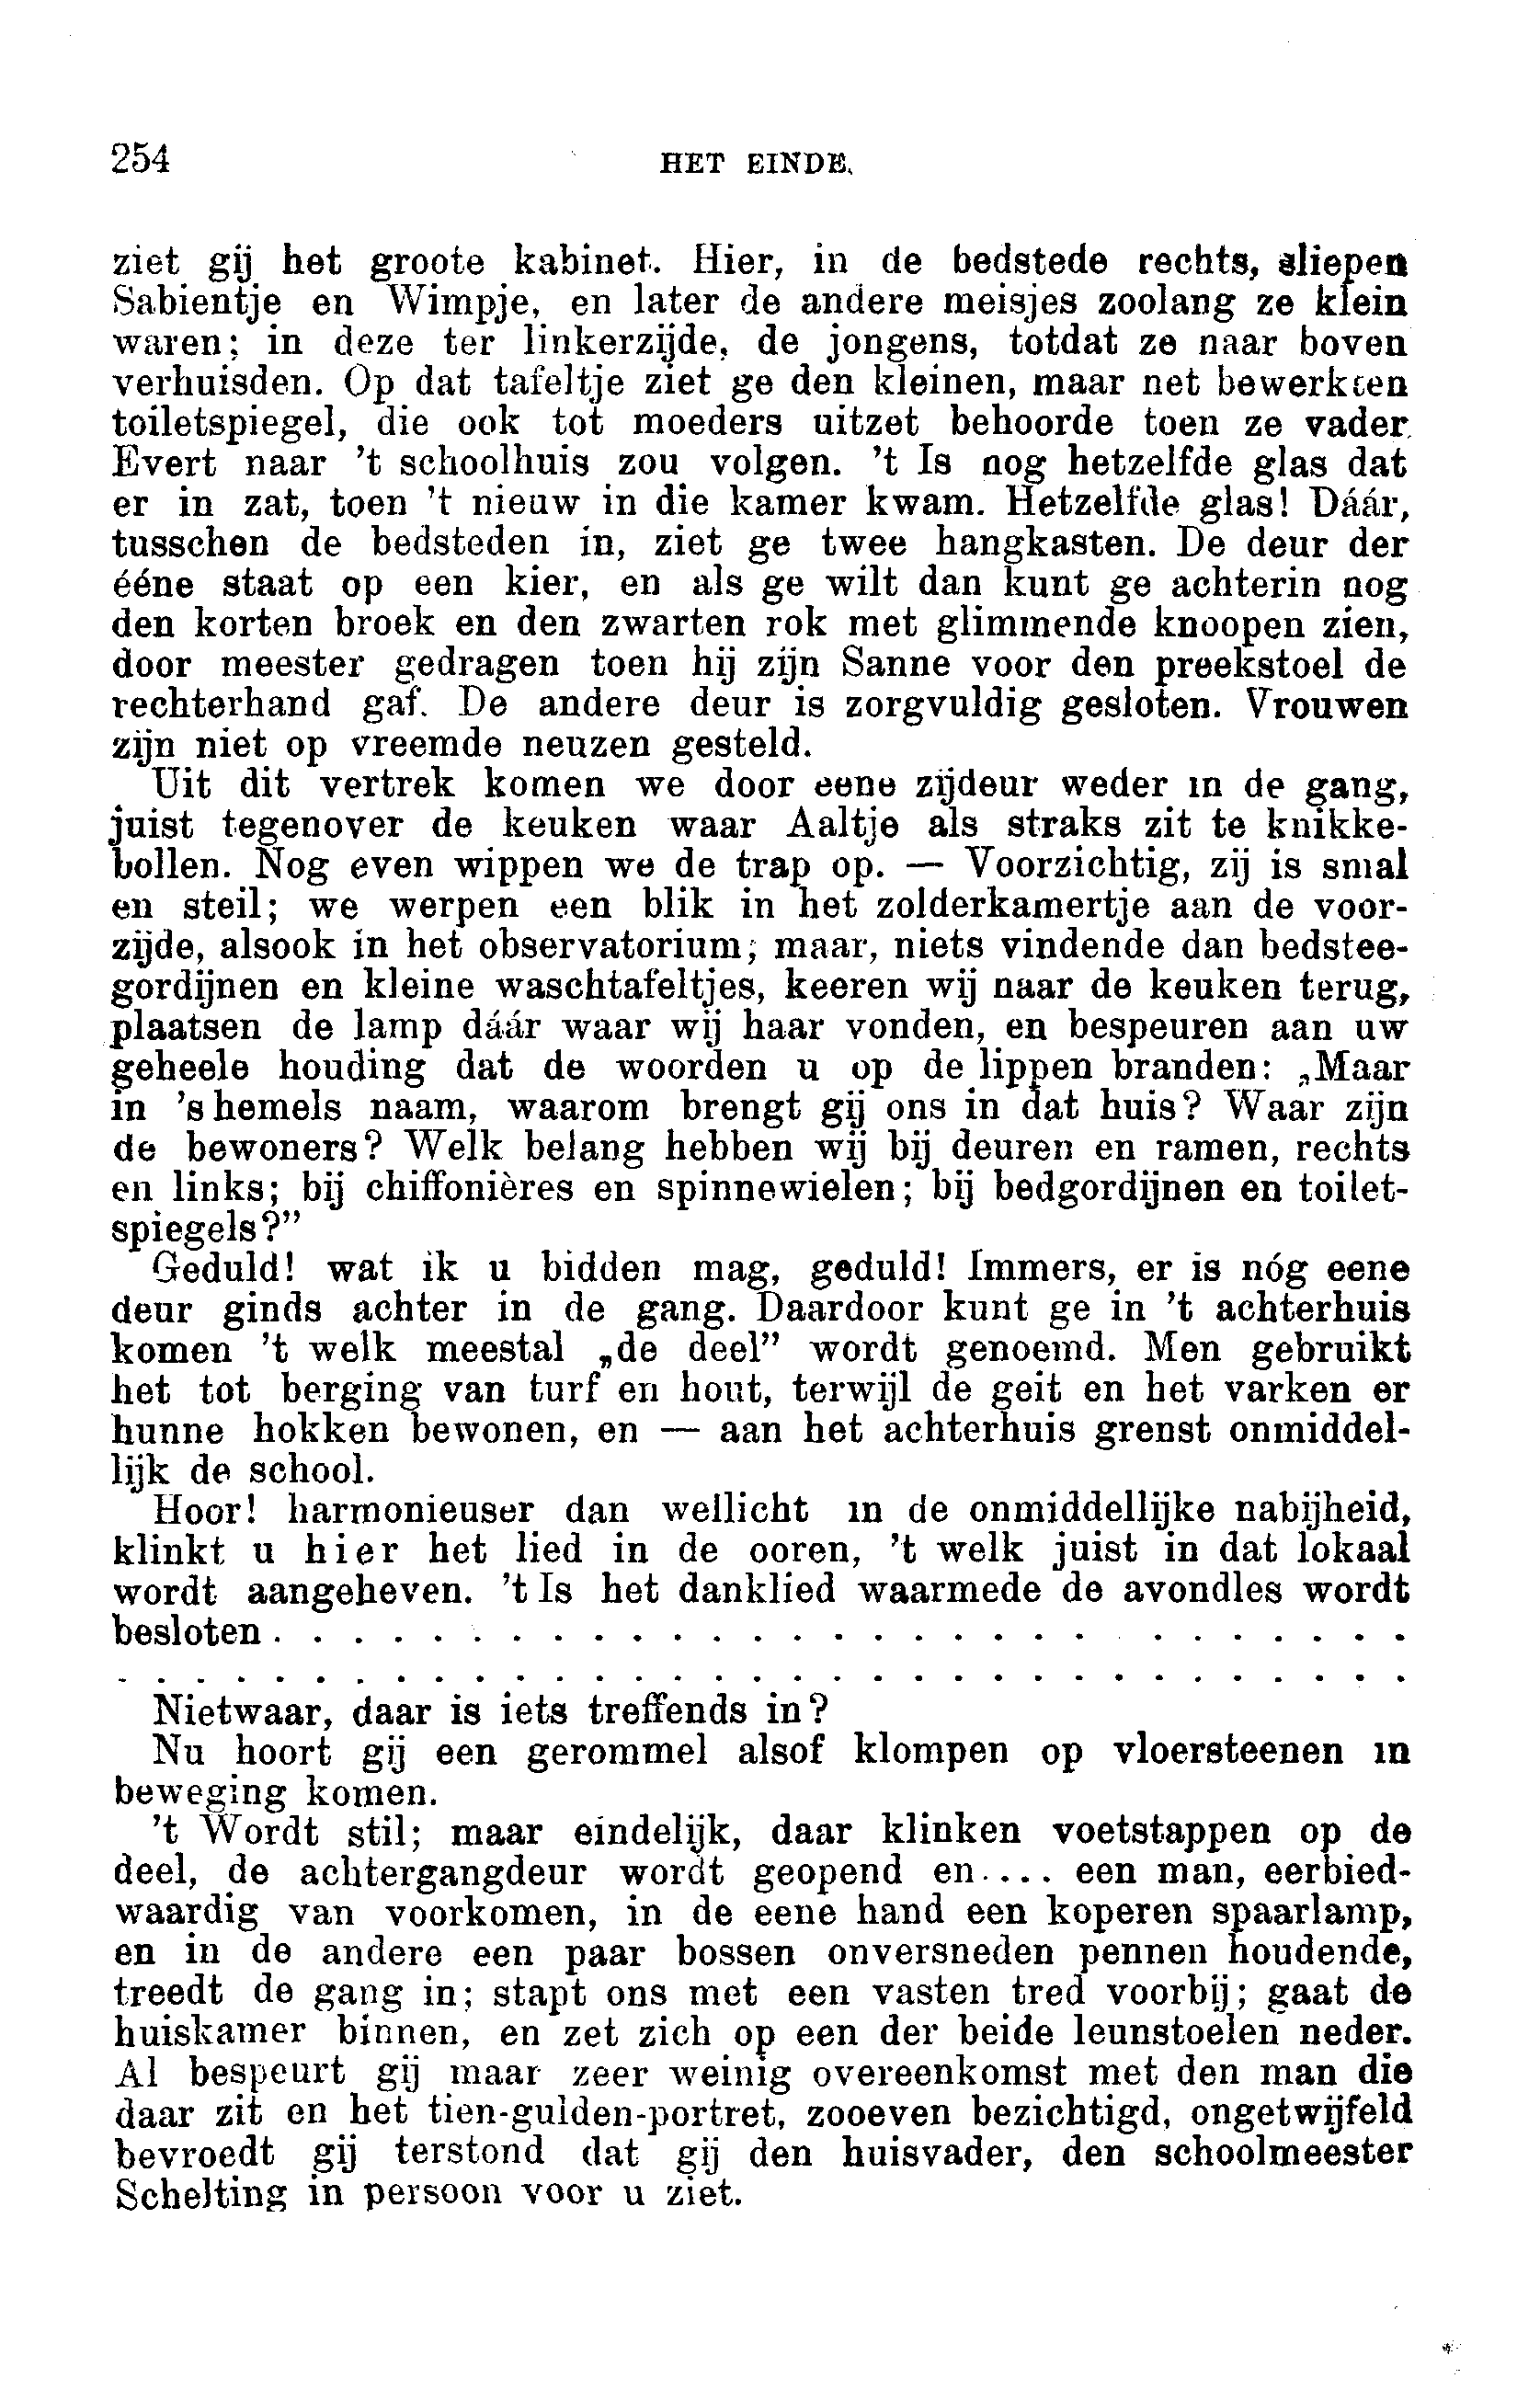 254 HET EINDE.
ziet gij het groote kabinet. Hier, in de bedstede rechts, sliepen
Sabientje en Wimpje, en later de andere meisjes zoolang ze klein
waren; in deze ter linkerzijde, de jongens, totdat ze naar boven
verhuisden. Op dat tafeltje ziet ge den kleinen, maar net bewerkten
toiletspiegel, die ook tot moeders uitzet behoorde toen ze vader
Evert naar 't schoolhuis zou volgen. 't Is nog hetzelfde glas dat
er in zat, toen 't nieuw in die kamer kwam. Hetzelfde glas! Dáár,
tusschen de bedsteden in, ziet ge twee hangkasten. De deur der
ééne staat op een kier, en als ge wilt dan kunt ge achterin nog
den korten broek en den zwarten rok met glimmende knoopen zien,
door meester gedragen toen hij zijn Sanne voor den preekstoel de
rechterhand gaf. De andere deur is zorgvuldig gesloten. Vrouwen
zijn niet op vreemde neuzen gesteld.
Uit dit vertrek komen we door eene zijdeur weder in de gang,
juist tegenover de keuken waar Aaltje als straks zit te knikke-
bollen. Nog even wippen we de trap op. — Voorzichtig, zij is smal
en steil; we werpen een blik in het zolderkamertje aan de voor-
zijde, alsook in het observatorium; maar, niets vindende dan bedstee-
gordijnen en kleine waschtafeltjes, keeren wij naar de keuken terug,
plaatsen de lamp dáár waar wij haar vonden, en bespeuren aan uw
geheele houding dat de woorden u op de lippen branden: „Maar
in 's hemels naam, waarom brengt gij ons in dat huis? Waar zijn
de bewoners? Welk belang hebben wij bij deuren en ramen, rechts
en links; bij chiffonières en spinnewielen; bij bedgordijnen en toilet-
spiegels?”
Geduld! wat ik u bidden mag, geduld! Immers, er is nóg eene
deur ginds achter in de gang. Daardoor kunt ge in 't achterhuis
komen 't welk meestal „de deel” wordt genoemd. Men gebruikt
het tot berging van turf en hout, terwijl de geit en het varken er
hunne hokken bewonen, en — aan het achterhuis grenst onmiddel-
lijk de school.
Hoor! harmonieuser dan wellicht in de onmiddellijke nabijheid,
klinkt u hier het lied in de ooren, 't welk juist in dat lokaal
wordt aangeheven. 't Is het danklied waarmede de avondles wordt
besloten . . . . . . . . . . . . . . . . . . . . . . . . . . . . .
. . . . . . . . . . . . . . . . . . . . . . . . . . . . . . . . .
Nietwaar, daar is iets treffends in?
Nu hoort gij een gerommel alsof klompen op vloersteenen in
beweging komen.
't Wordt stil; maar eindelijk, daar klinken voetstappen op de
deel, de achtergangdeur wordt geopend en.... een man, eerbied-
waardig van voorkomen, in de eene hand een koperen spaarlamp,
en in de andere een paar bossen onversneden pennen houdende,
treedt de gang in; stapt ons met een vasten tred voorbij; gaat de
huiskamer binnen, en zet zich op een der beide leunstoelen neder.
Al bespeurt gij maar zeer weinig overeenkomst met den man die
daar zit en het tien-gulden-portret, zooeven bezichtigd, ongetwijfeld
bevroedt gij terstond dat gij den huisvader, den schoolmeester
Schelting in persoon voor u ziet.